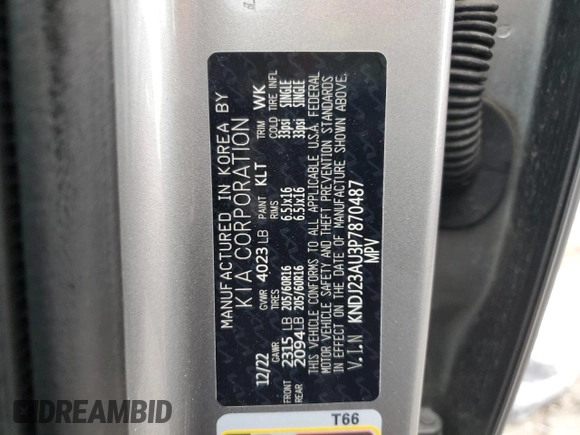 MANUFACTURED IN KOREA BY
KIA CORPORATION
12/22 GVWR 4023 LB PAINT KLT TRIM WK
GAWR TIRES RIMS COLD TIRE INFL
FRONT 2315 LB 205/60R16 6.5Jx16 33psi SINGLE
REAR 2094 LB 205/60R16 6.5Jx16 33psi SINGLE
THIS VEHICLE CONFORMS TO ALL APPLICABLE U.S.A FEDERAL
MOTOR VEHICLE SAFETY AND THEFT PREVENTION STANDARDS
IN EFFECT ON THE DATE OF MANUFACTURE SHOWN ABOVE.
V.I.N KNDJ23AU3P7870487
MPV
T66
DREAMBID